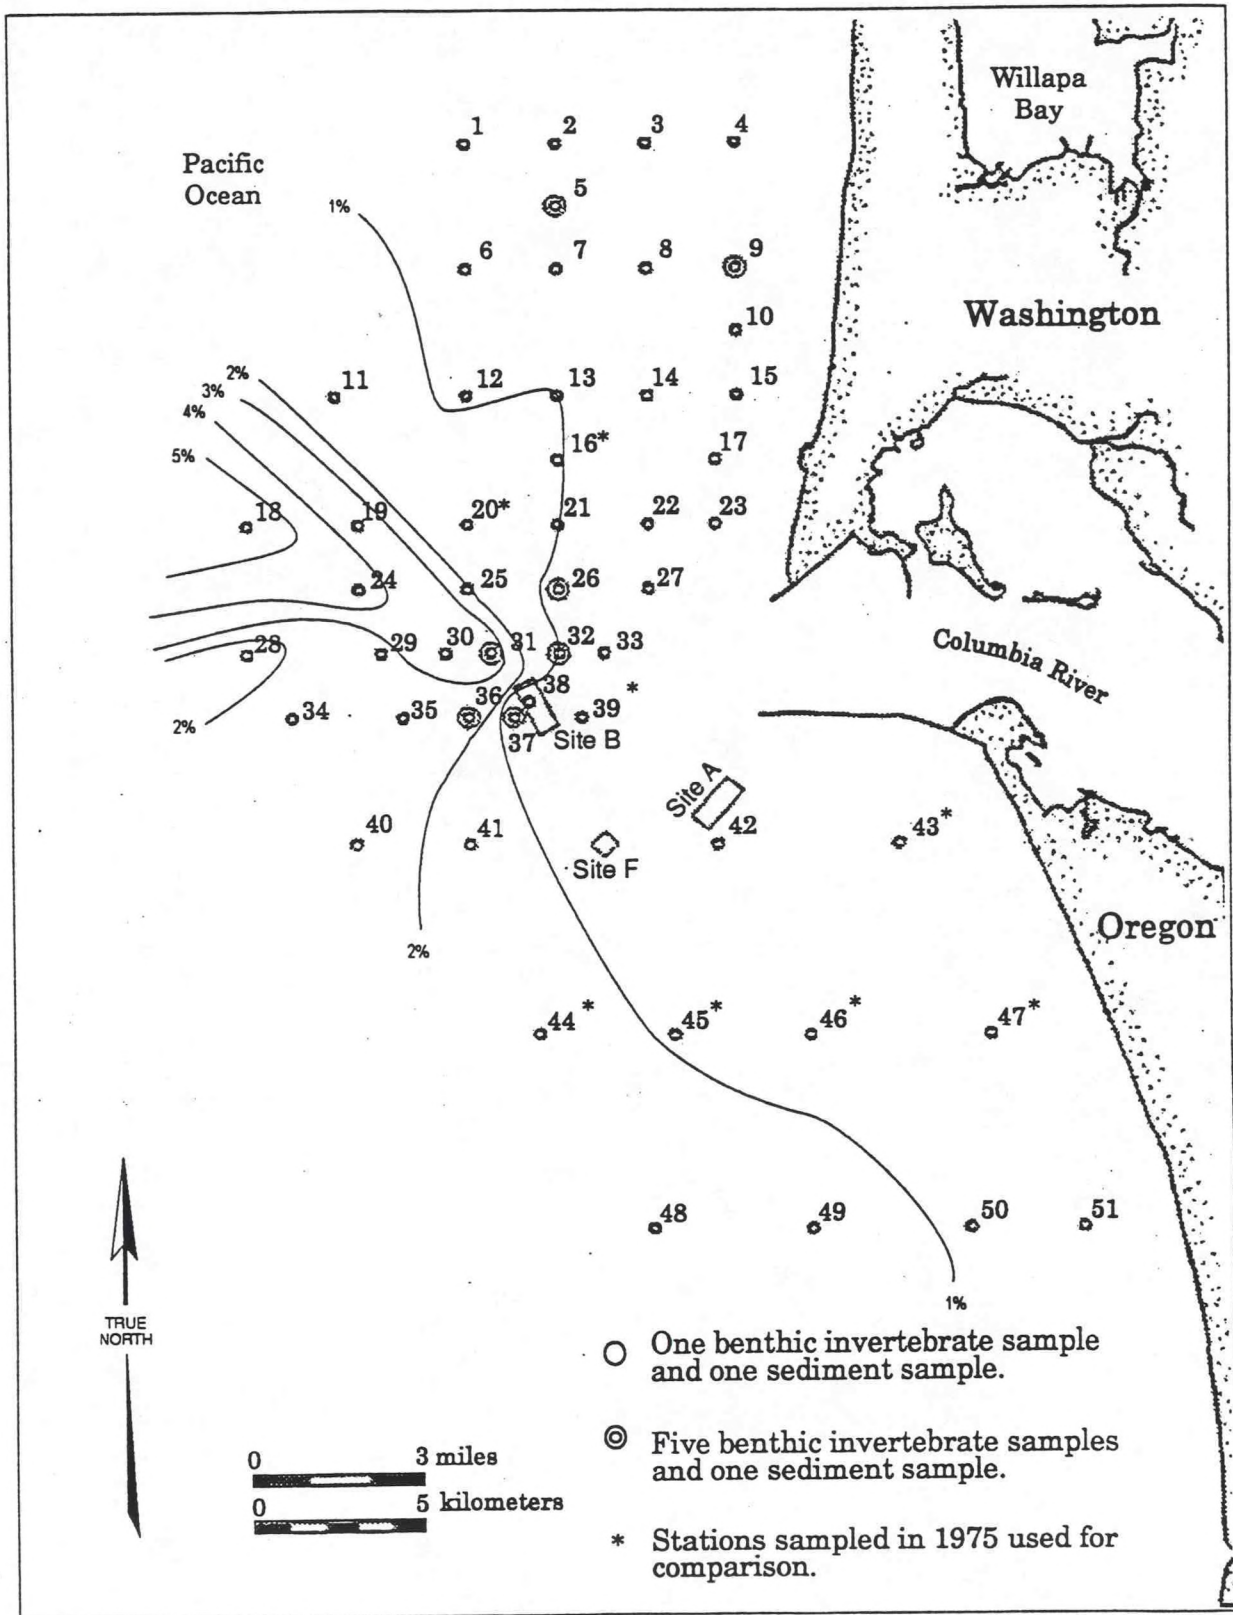 Willapa
Bay
1 2 3 4
Pacific
Ocean
5
1%
6 7 8 9
10
Washington
2%
3%
4%
5%
11 12 13 14 15
16* 17
18 19 20* 21 22 23
24 25 26 27
28 29 30 31 32 33
Columbia River
2%
34 35 36 37 38 39*
Site B
Site A
40 41 42 43*
Site F
2%
Oregon
44* 45* 46* 47*
48 49 50 51
1%
TRUE
NORTH
One benthic invertebrate sample
and one sediment sample.
Five benthic invertebrate samples
and one sediment sample.
* Stations sampled in 1975 used for
comparison.
0 3 miles
0 5 kilometers